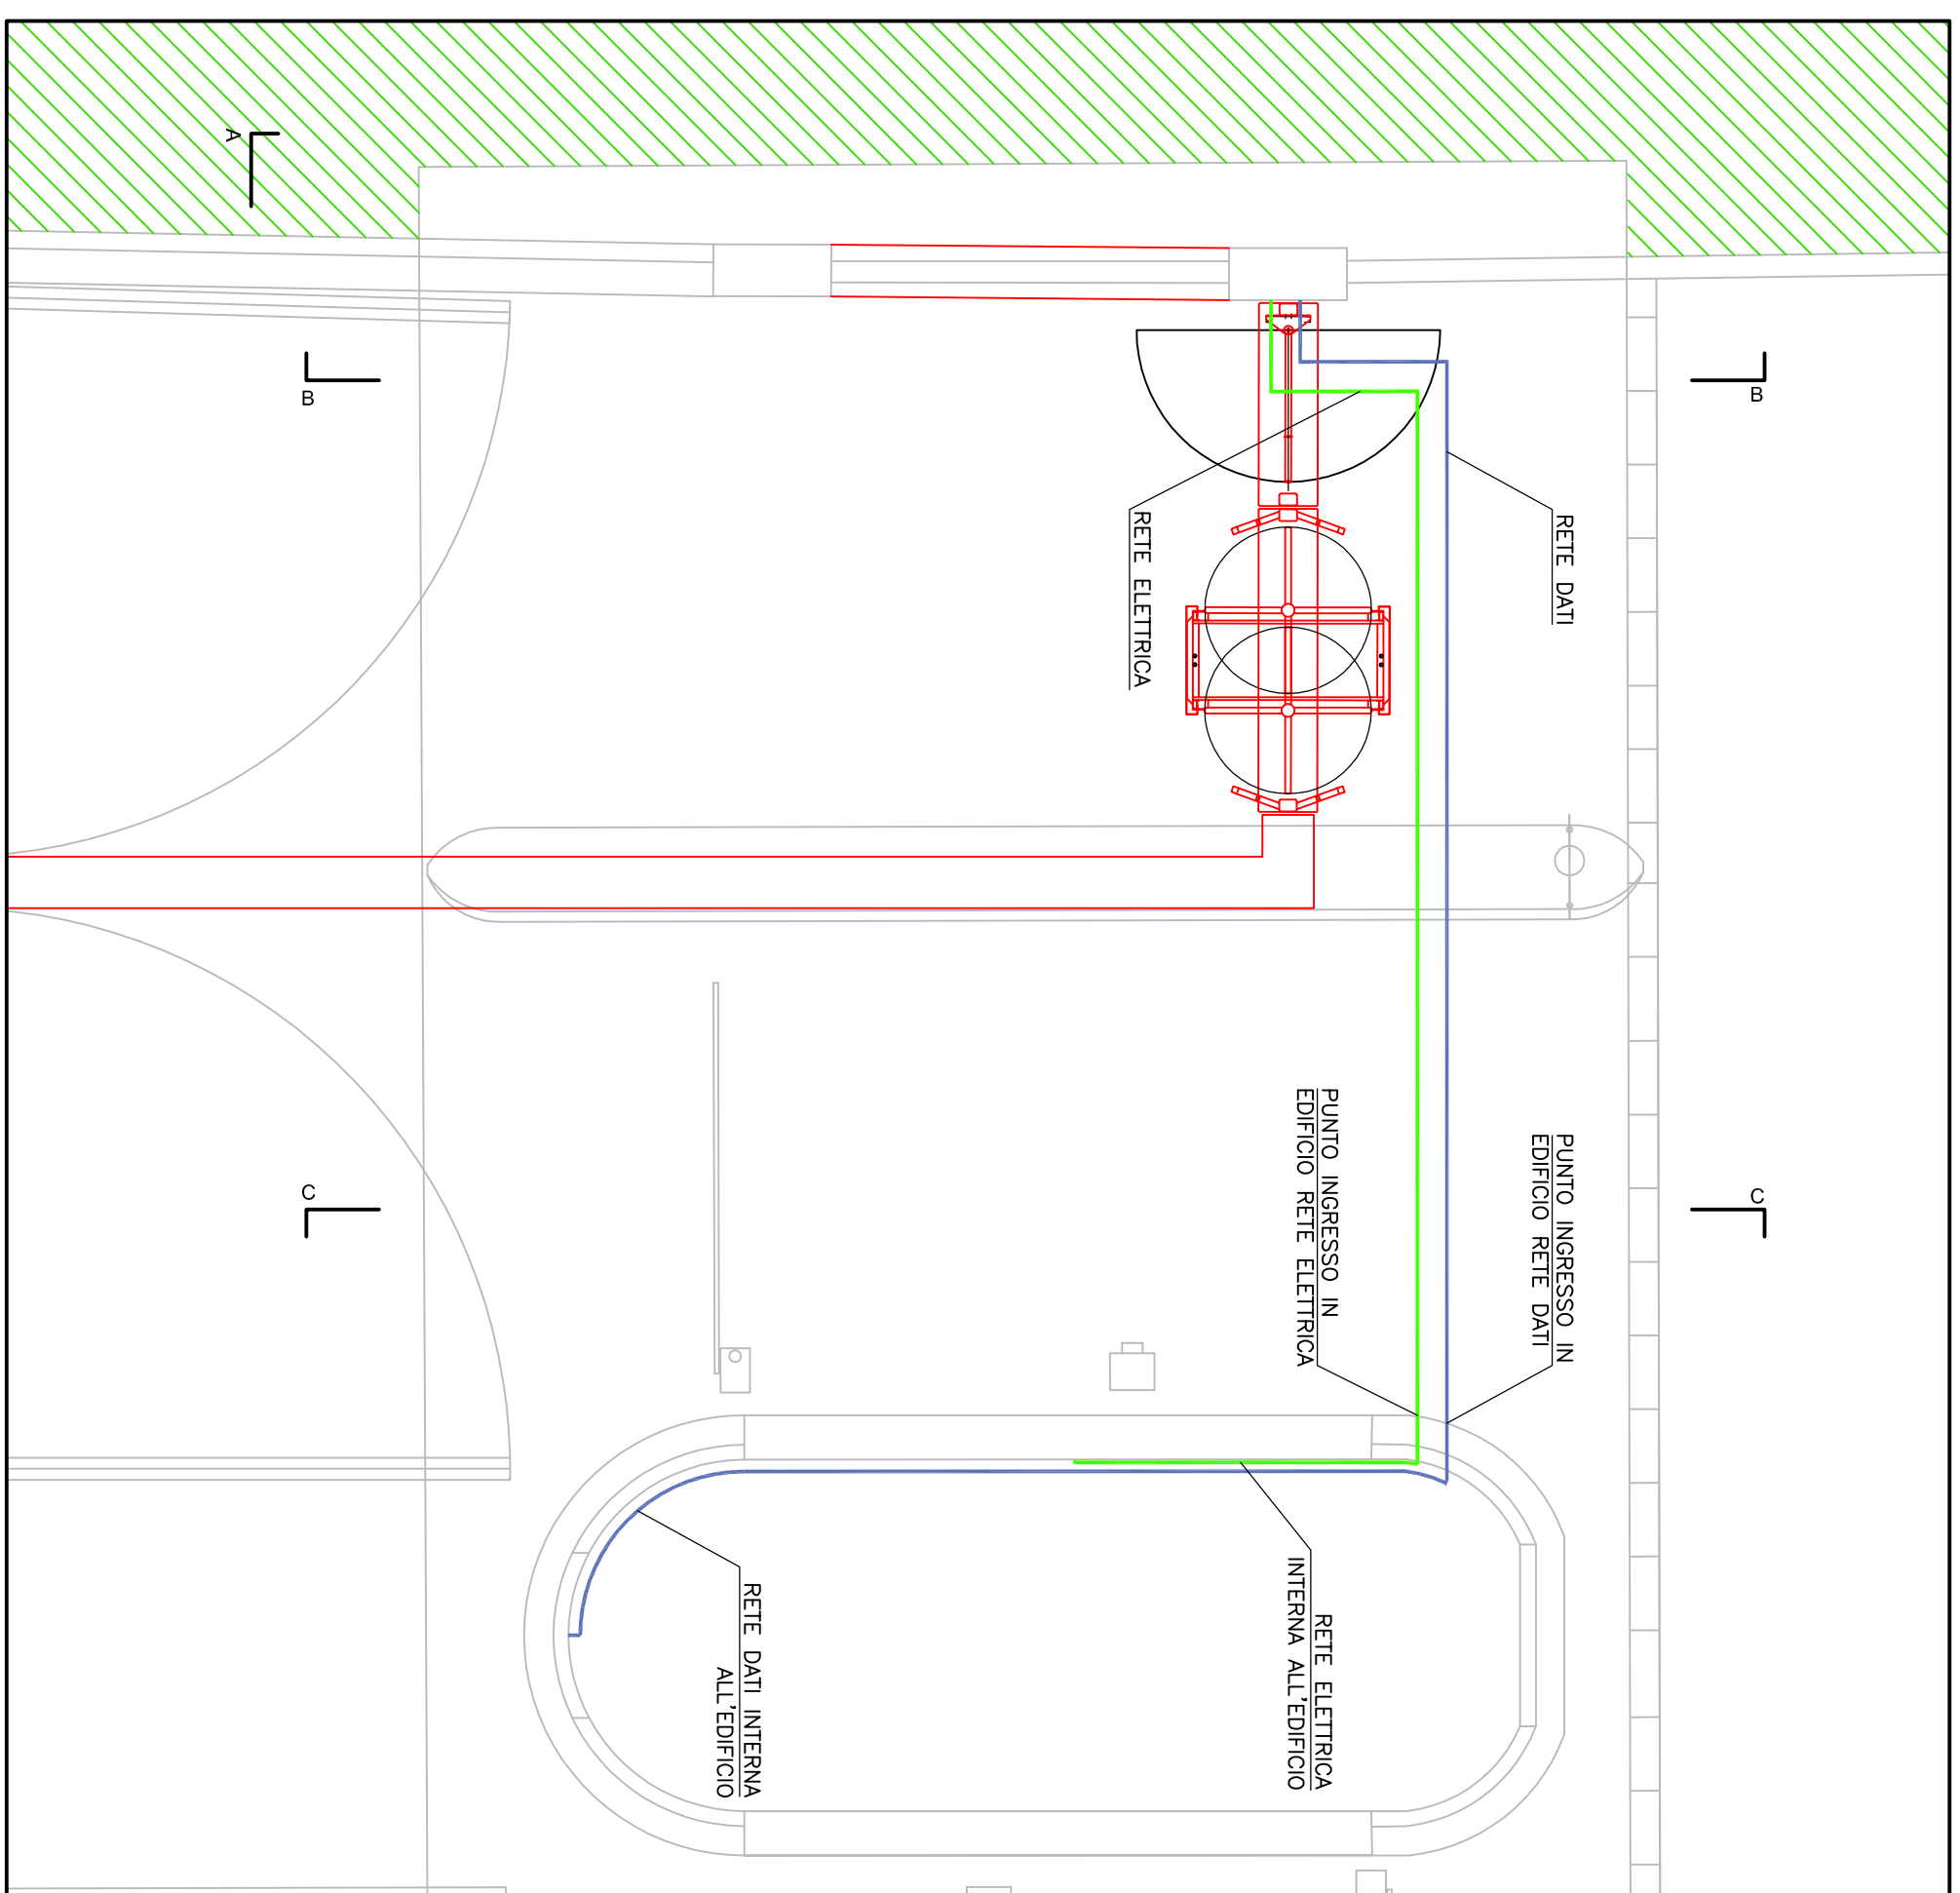 A
B
B
RETE ELETTRICA
RETE DATI
PUNTO INGRESSO IN
EDIFICIO RETE ELETTRICA
PUNTO INGRESSO IN
EDIFICIO RETE DATI
C
C
RETE DATI INTERNA
ALL'EDIFICIO
RETE ELETTRICA
INTERNA ALL'EDIFICIO